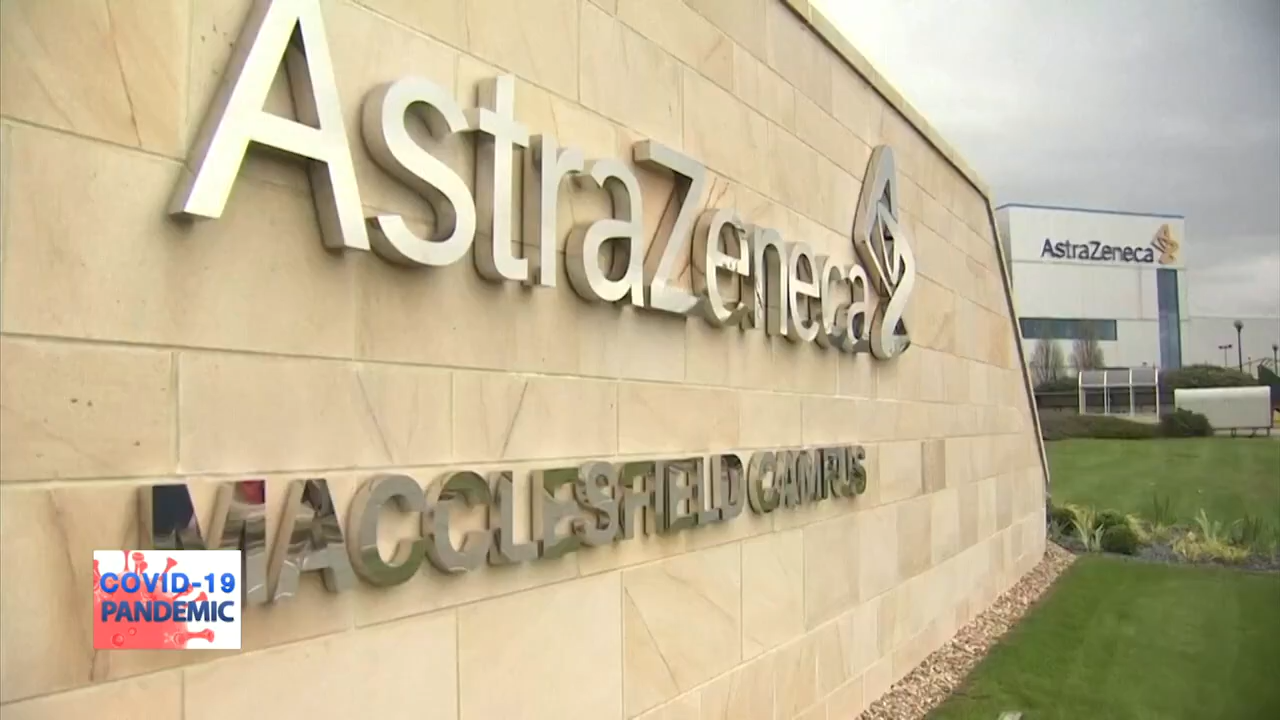 AstraZeneca
AstraZeneca
MACCLESFIELD CAMPUS
COVID-19
PANDEMIC